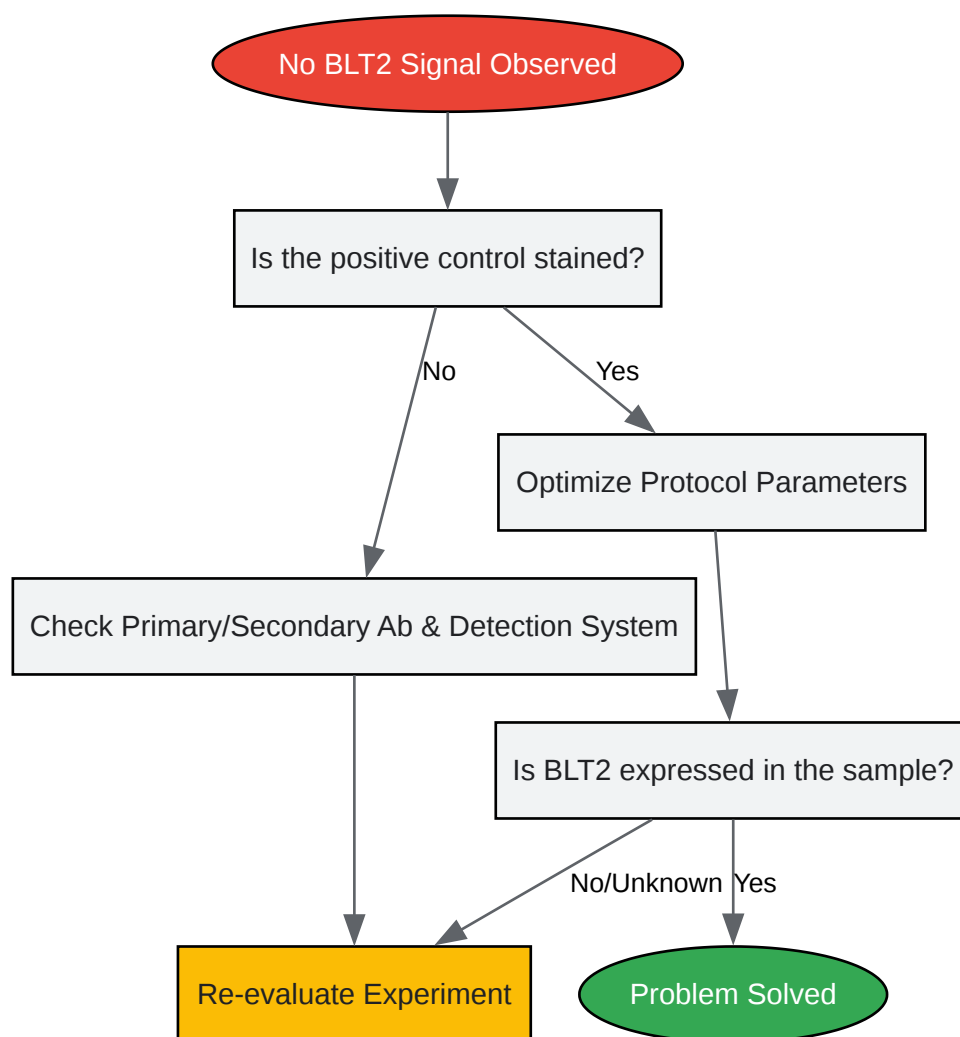 No BLT2 Signal Observed
Is the positive control stained?
No
Yes
Optimize Protocol Parameters
Check Primary/Secondary Ab & Detection System
Is BLT2 expressed in the sample?
No/Unknown
Yes
Re-evaluate Experiment
Problem Solved